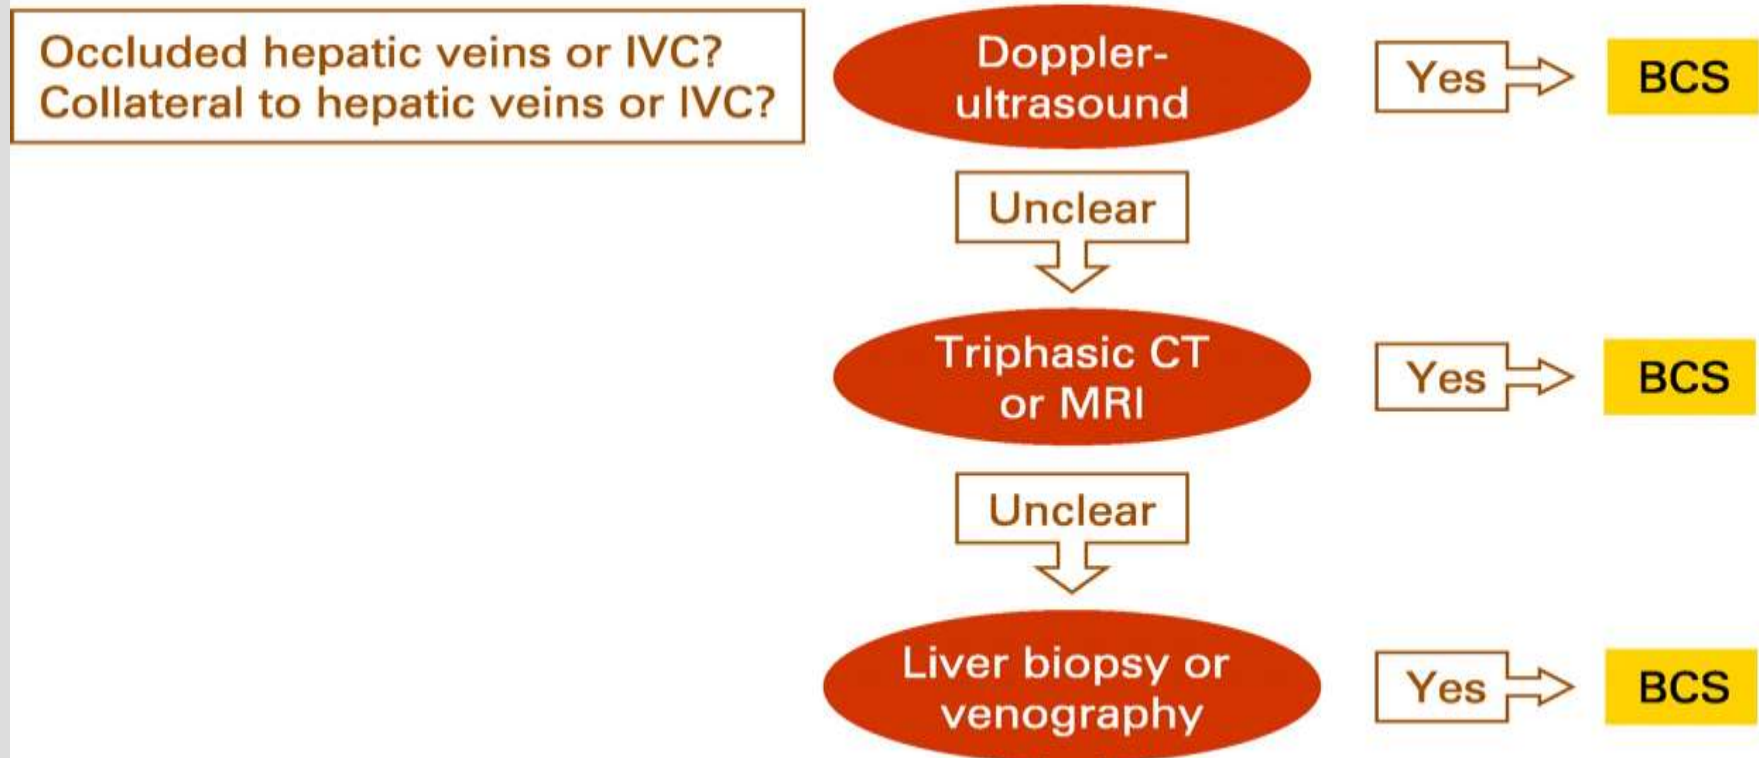 Occluded hepatic veins or IVC?
Collateral to hepatic veins or IVC?
Doppler-
ultrasound
Yes
BCS
Unclear
Triphasic CT
or MRI
Yes
BCS
Unclear
Liver biopsy or
venography
Yes
BCS